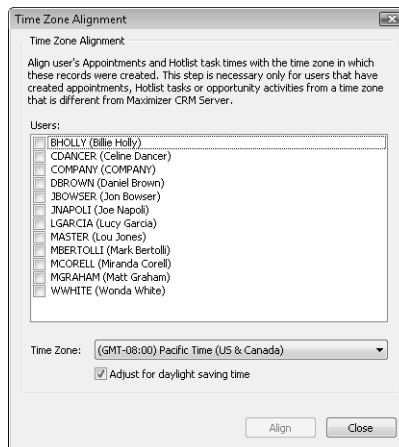 Time Zone Alignment
Time Zone Alignment
Align user's Appointments and Hotlist task times with the time zone in which
these records were created. This step is necessary only for users that have
created appointments, Hotlist tasks or opportunity activities from a time zone
that is different from Maximizer CRM Server.
Users:
BHOLLY (Billie Holly)
CDANCER (Celine Dancer)
COMPANY (COMPANY)
DBROWN (Daniel Brown)
JBOWSER (Jon Bowser)
JNAPOLI (Joe Napoli)
LGARCIA (Lucy Garcia)
MASTER (Lou Jones)
MBERTOLLI (Mark Bertolli)
MCORELL (Miranda Corell)
MGRAHAM (Matt Graham)
WWHITE (Wonda White)
Time Zone: (GMT-08:00) Pacific Time (US & Canada)
Adjust for daylight saving time
Align Close